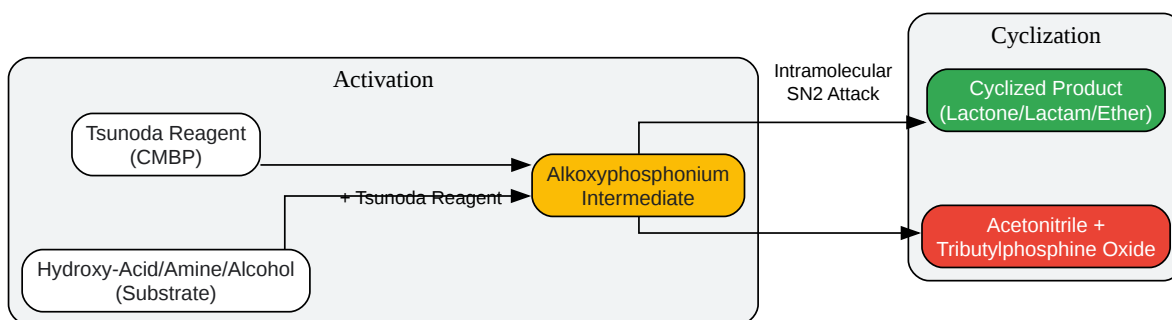 Cyclization
Activation
Intramolecular
SN2 Attack
Cyclized Product
(Lactone/Lactam/Ether)
Tsunoda Reagent
(CMBP)
Alkoxyphosphonium
Intermediate
+ Tsunoda Reagent
Acetonitrile +
Tributylphosphine Oxide
Hydroxy-Acid/Amine/Alcohol
(Substrate)